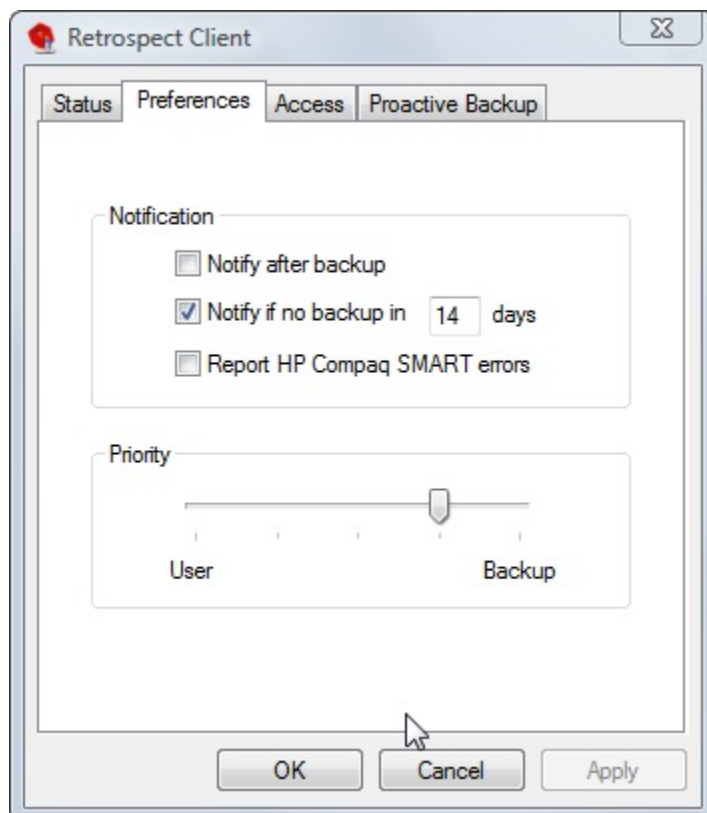 Retrospect Client
Status Preferences Access Proactive Backup
Notification
Notify after backup
Notify if no backup in 14 days
Report HP Compaq SMART errors
Priority
User Backup
OK Cancel Apply